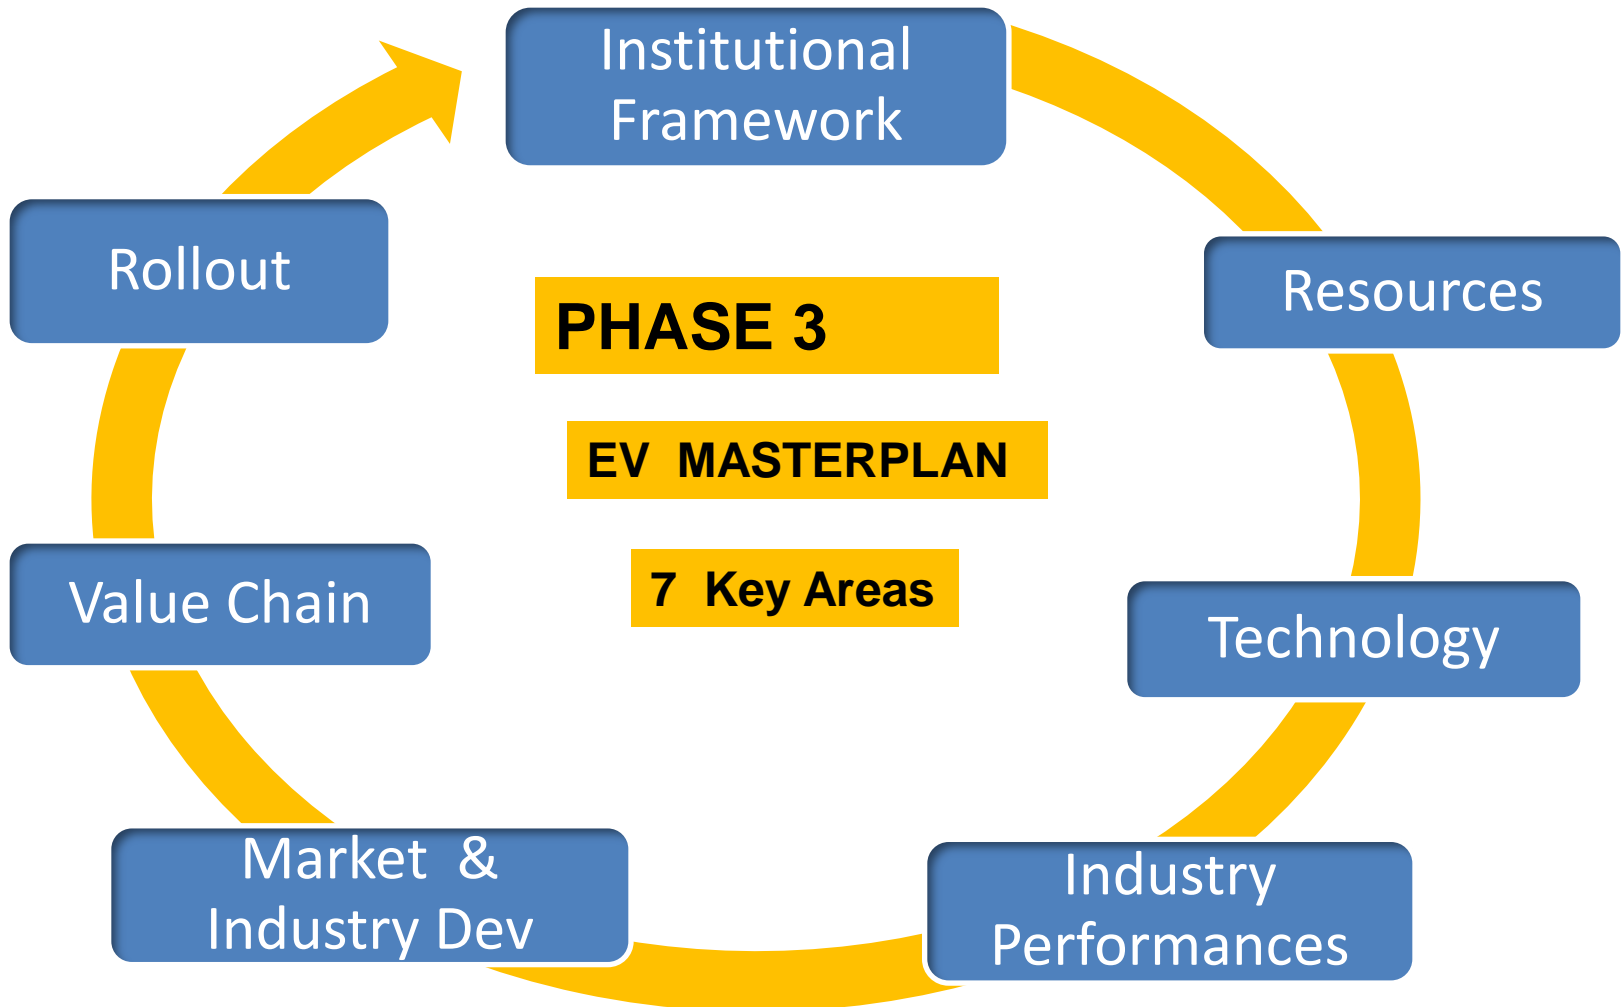 Institutional
Framework
Resources
Technology
Industry
Performances
Market & 
Industry Dev
Value Chain
Rollout
PHASE 3
EV MASTERPLAN
7 Key Areas